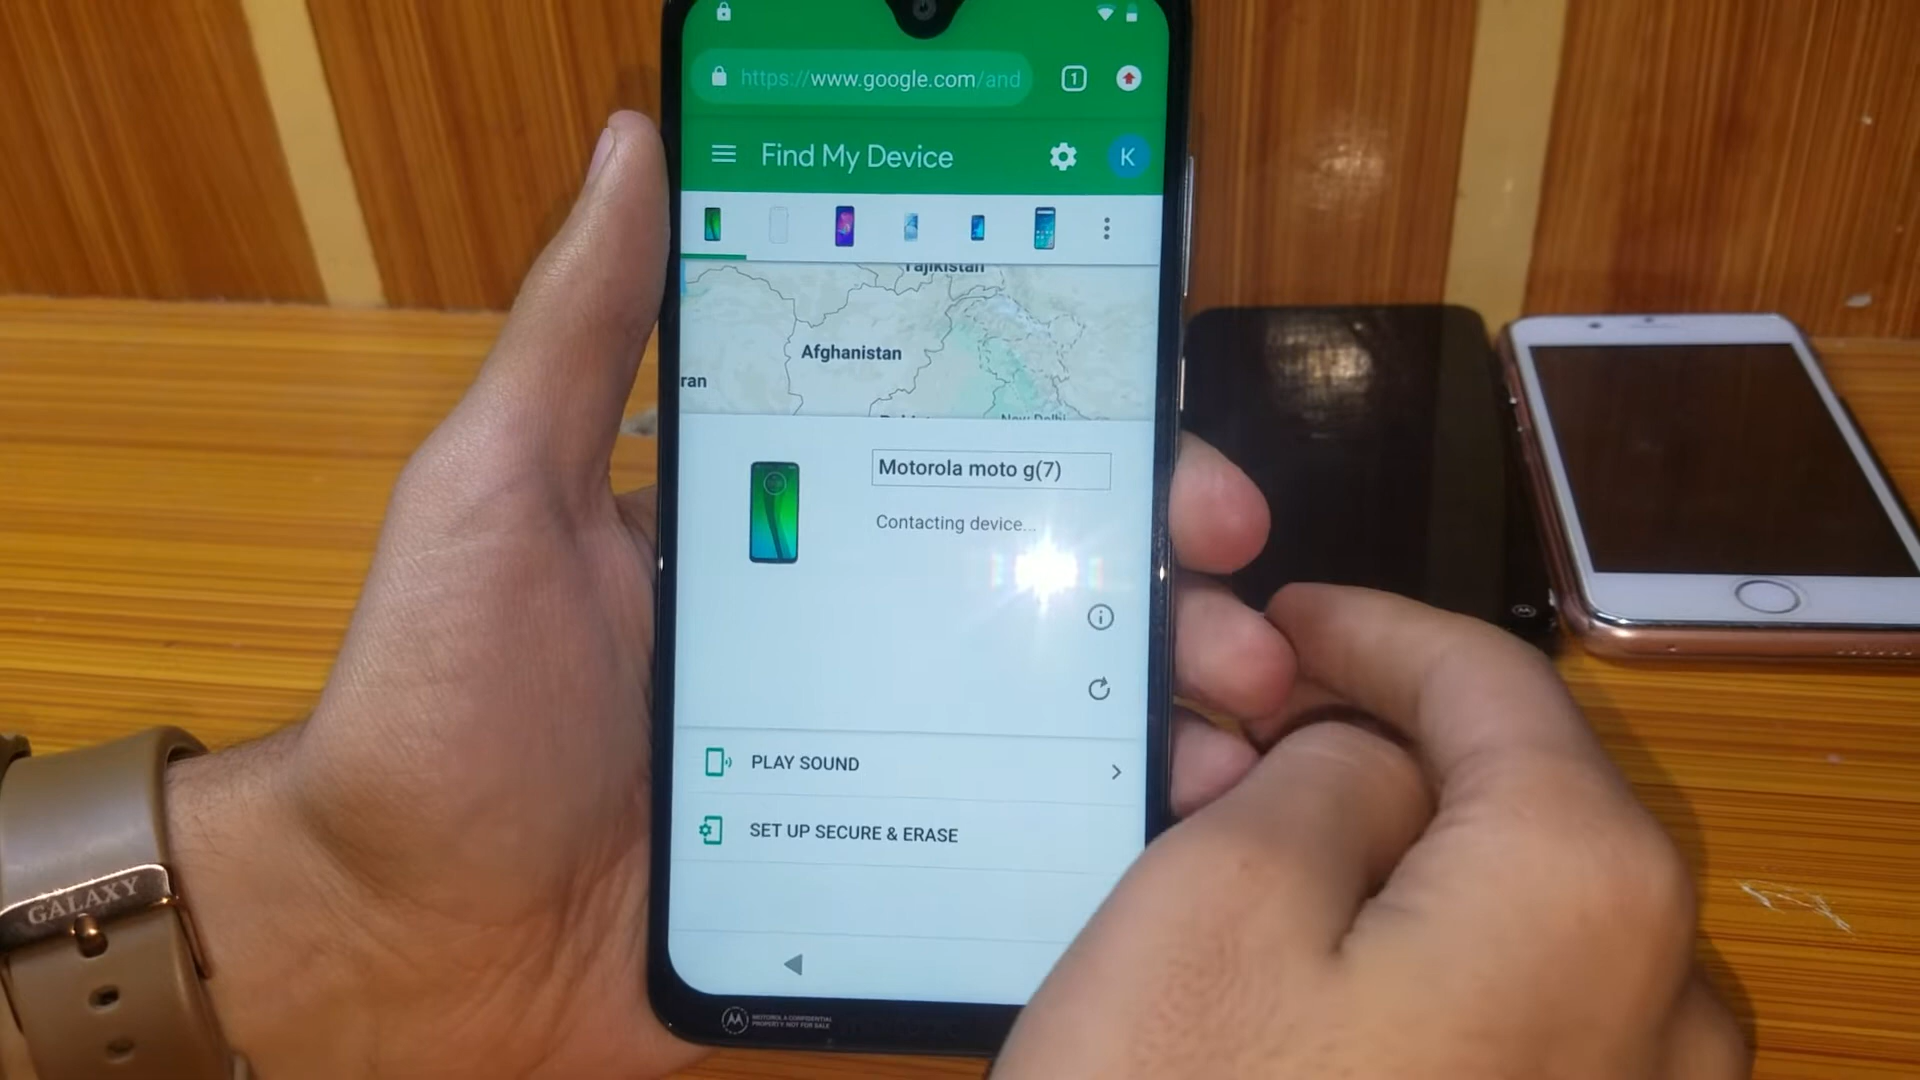 https://www.google.com/and
1
Find My Device
K
Tajikistan
Afghanistan
ran
New Delhi
Motorola moto g(7)
Contacting device...
PLAY SOUND
SET UP SECURE & ERASE
MOTOROLA CONFIDENTIAL
PROPERTY NOT FOR SALE
GALAXY